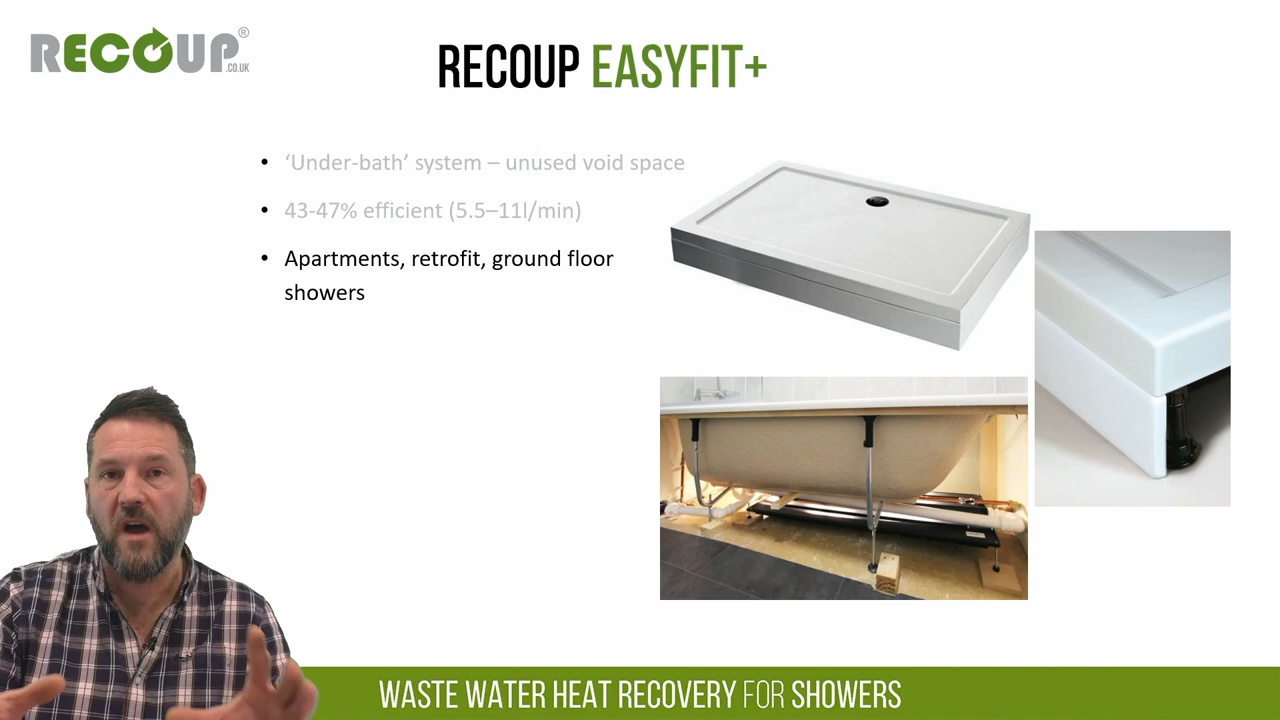 RECOUP®
.CO.UK
RECOUP EASYFIT+
• ‘Under-bath’ system – unused void space
• 43-47% efficient (5.5–11l/min)
• Apartments, retrofit, ground floor
showers
WASTE WATER HEAT RECOVERY FOR SHOWERS